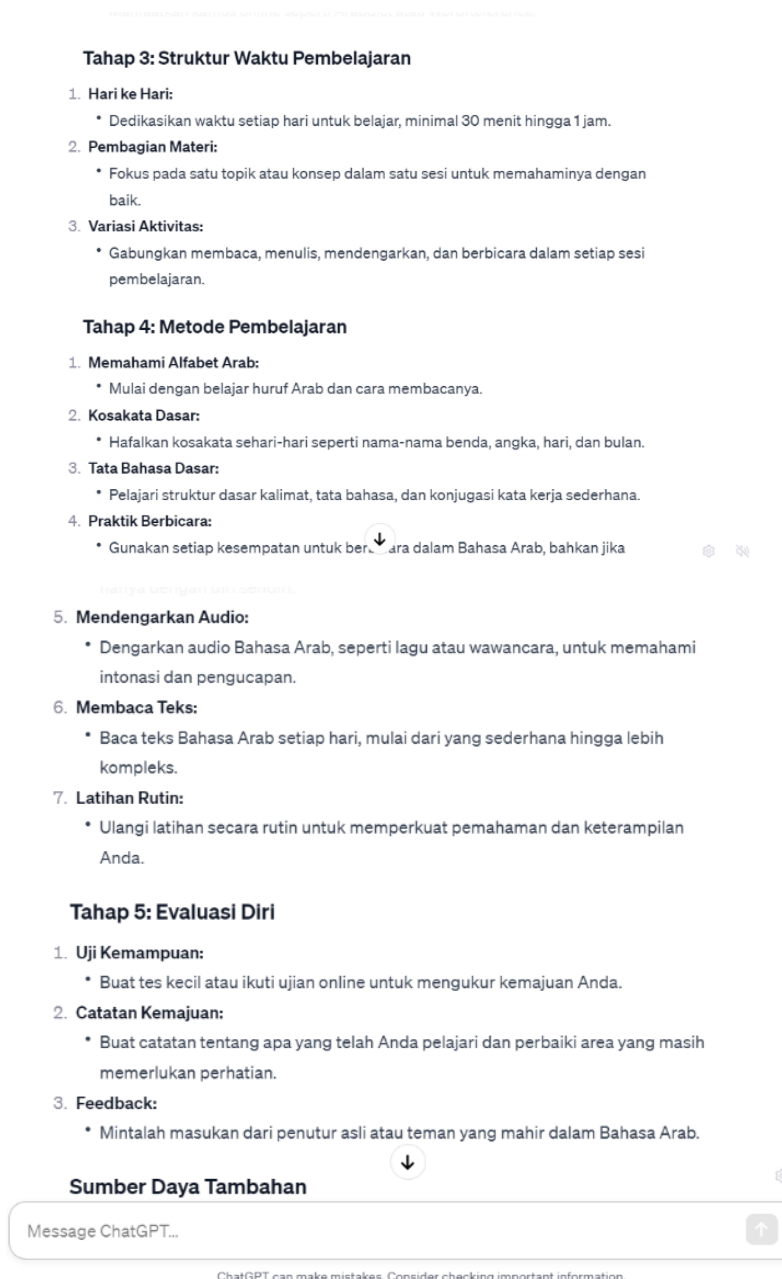 Tahap 3: Struktur Waktu Pembelajaran
1. Hari ke Hari:
• Dedikasikan waktu setiap hari untuk belajar, minimal 30 menit hingga 1 jam.
2. Pembagian Materi:
• Fokus pada satu topik atau konsep dalam satu sesi untuk memahaminya dengan
baik.
3. Variasi Aktivitas:
• Gabungkan membaca, menulis, mendengarkan, dan berbicara dalam setiap sesi
pembelajaran.
Tahap 4: Metode Pembelajaran
1. Memahami Alfabet Arab:
• Mulai dengan belajar huruf Arab dan cara membacanya.
2. Kosakata Dasar:
• Hafalkan kosakata sehari-hari seperti nama-nama benda, angka, hari, dan bulan.
3. Tata Bahasa Dasar:
• Pelajari struktur dasar kalimat, tata bahasa, dan konjugasi kata kerja sederhana.
4. Praktik Berbicara:
• Gunakan setiap kesempatan untuk dalam Bahasa Arab, bahkan jika
5. Mendengarkan Audio:
• Dengarkan audio Bahasa Arab, seperti lagu atau wawancara, untuk memahami
intonasi dan pengucapan.
6. Membaca Teks:
• Baca teks Bahasa Arab setiap hari, mulai dari yang sederhana hingga lebih
kompleks.
7. Latihan Rutin:
• Ulangi latihan secara rutin untuk memperkuat pemahaman dan keterampilan
Anda.
Tahap 5: Evaluasi Diri
1. Uji Kemampuan:
• Buat tes kecil atau ikuti ujian online untuk mengukur kemajuan Anda.
2. Catatan Kemajuan:
• Buat catatan tentang apa yang telah Anda pelajari dan perbaiki area yang masih
memerlukan perhatian.
3. Feedback:
• Mintalah masukan dari penutur asli atau teman yang mahir dalam Bahasa Arab.
Sumber Daya Tambahan
Message ChatGPT...
ChatGPT can make mistakes. Consider checking important information.